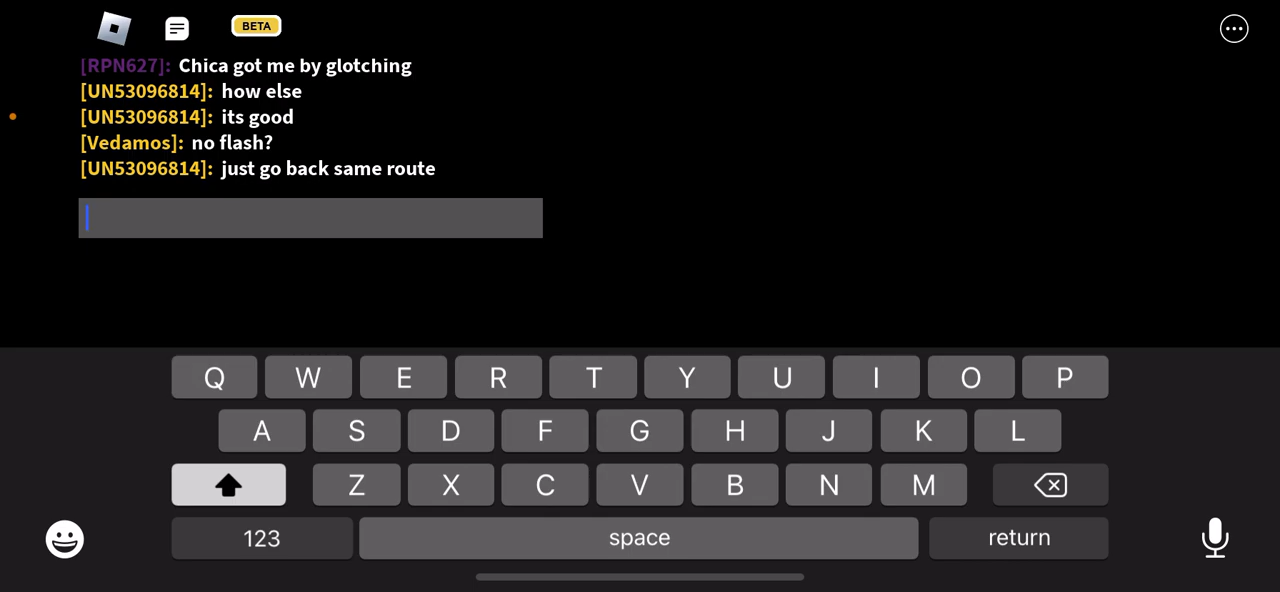 BETA
[RPN627]: Chica got me by glotching
[UN53096814]: how else
[UN53096814]: its good
[Vedamos]: no flash?
[UN53096814]: just go back same route
Q W E R T Y U I O P
A S D F G H J K L
Z X C V B N M
123 space return